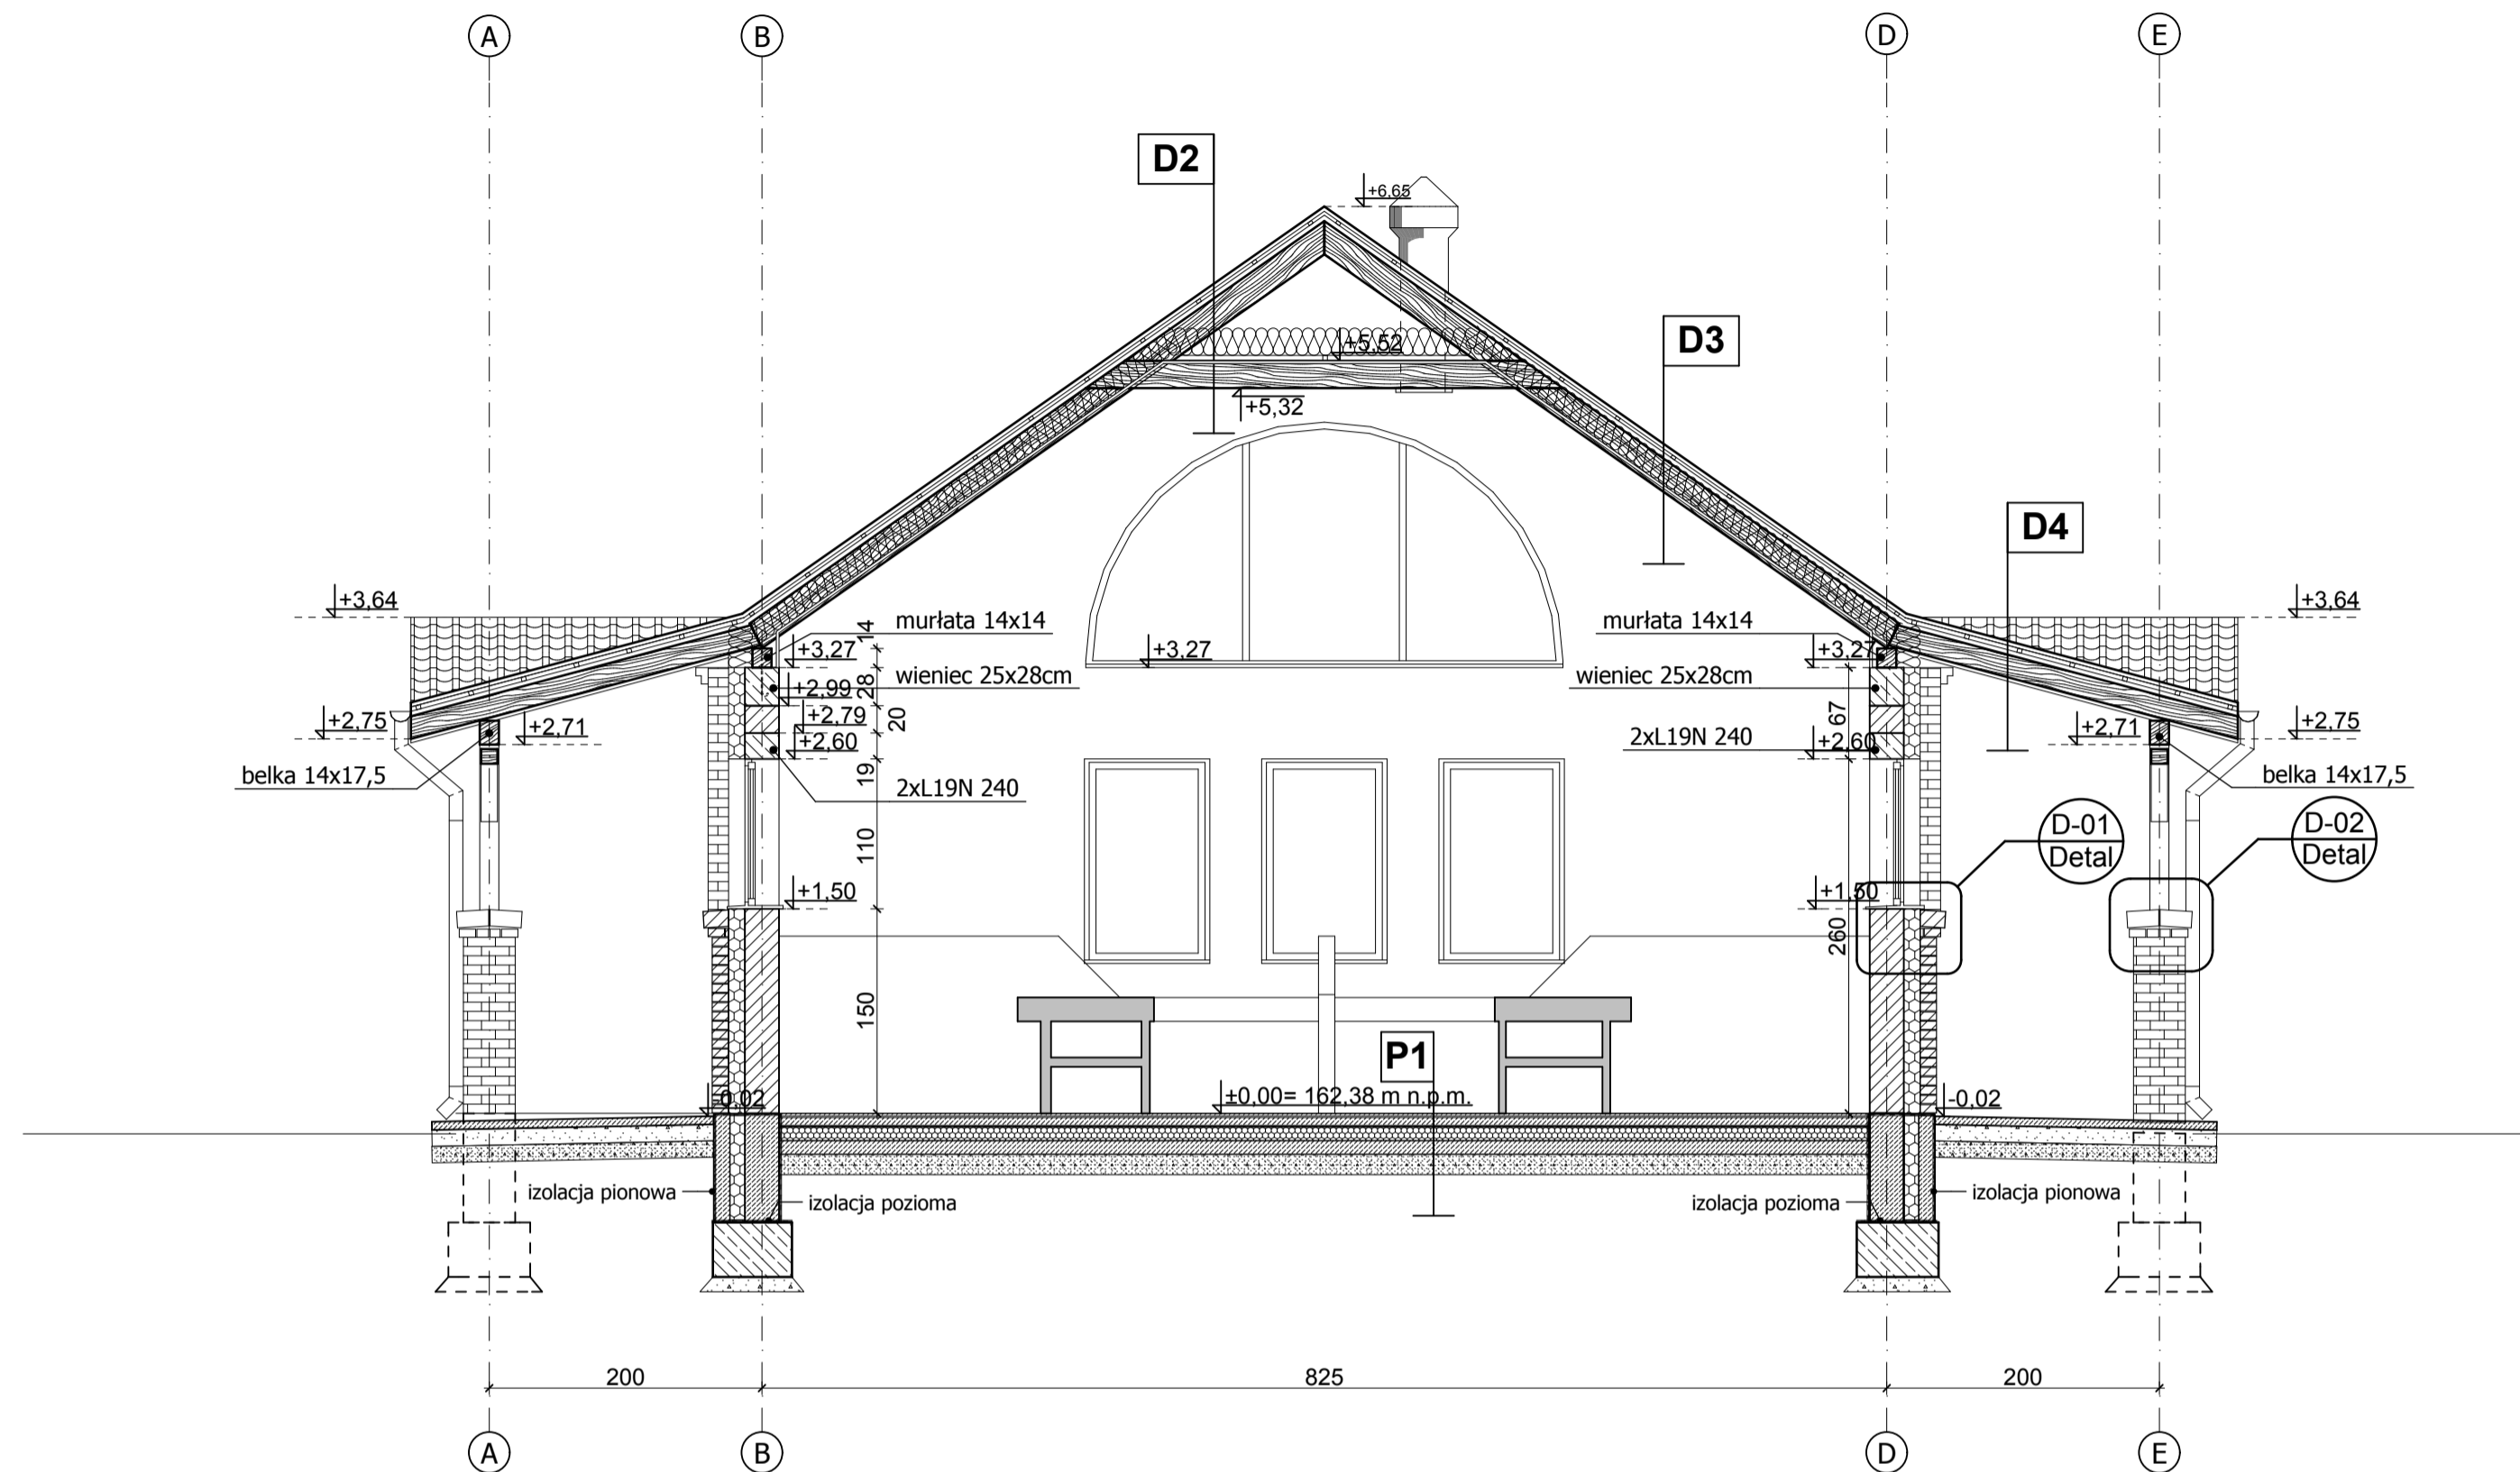 A
B
D
E
D2
+6,65
D3
+5,52
+5,32
D4
+3,64
+3,64
murłata 14x14
14
murłata 14x14
+3,27
+3,27
+3,27
wieniec 25x28cm
28
wieniec 25x28cm
+2,99
+2,75
+2,71
+2,79
20
67
+2,71
+2,75
+2,60
2xL19N 240
+2,60
belka 14x17,5
19
2xL19N 240
belka 14x17,5
110
D-01
Detal
D-02
Detal
+1,50
+1,50
260
150
P1
-0,02
±0,00= 162,38 m n.p.m.
-0,02
izolacja pionowa
izolacja pozioma
izolacja pozioma
izolacja pionowa
200
825
200
A
B
D
E